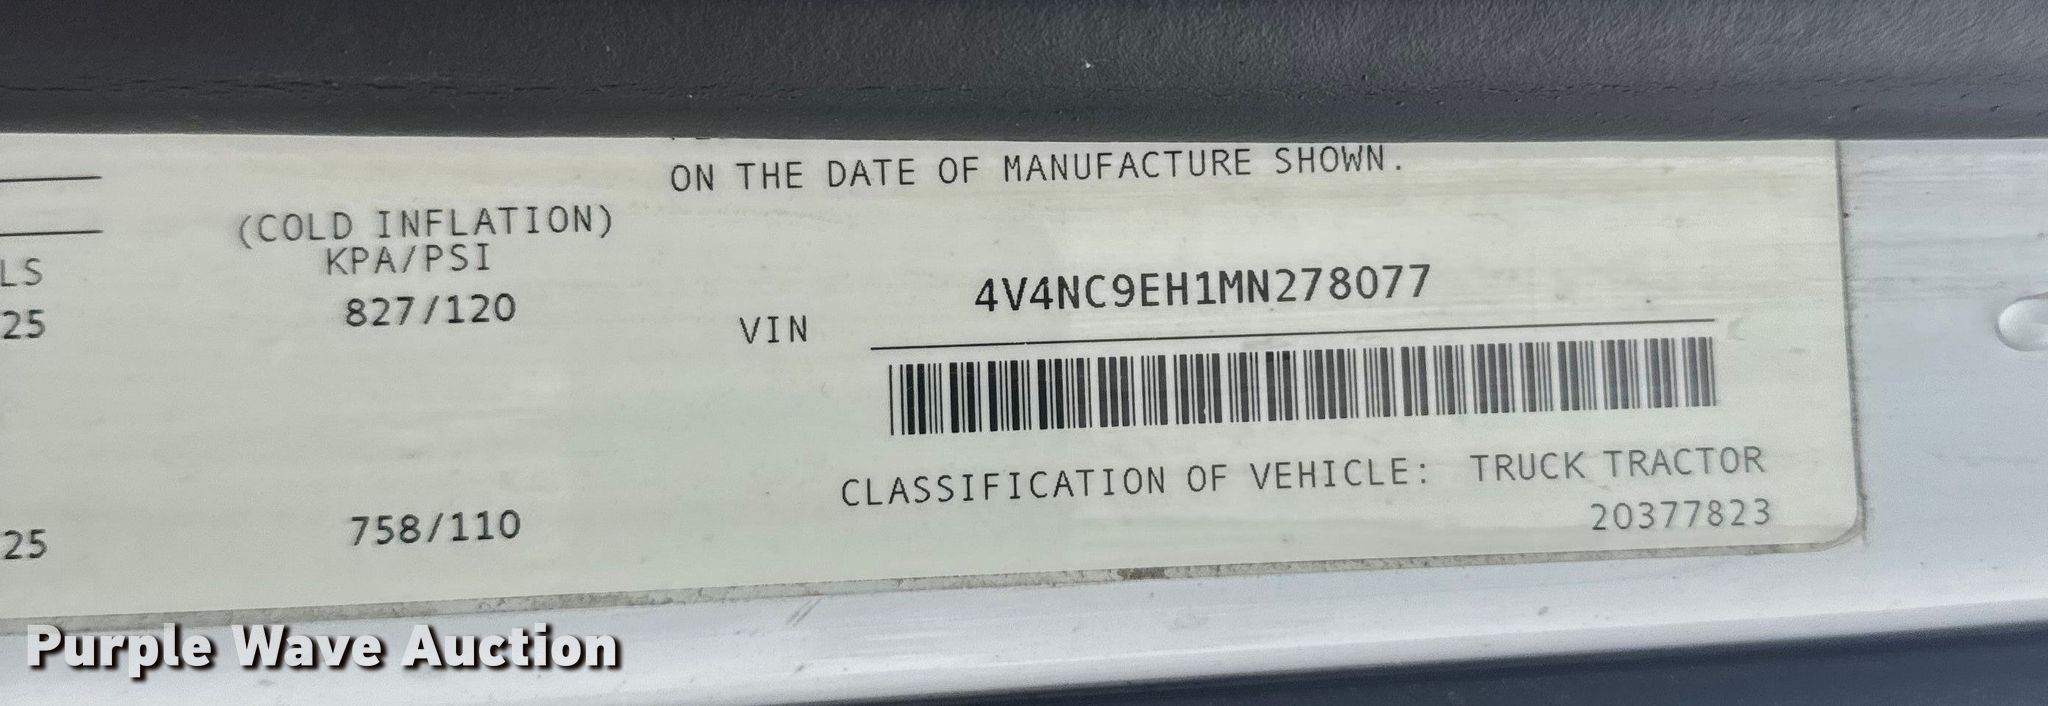 ON THE DATE OF MANUFACTURE SHOWN.
(COLD INFLATION)
KPA/PSI
LS
827/120
25
4V4NC9EH1MN278077
VIN
CLASSIFICATION OF VEHICLE: TRUCK TRACTOR
20377823
758/110
25
Purple Wave Auction